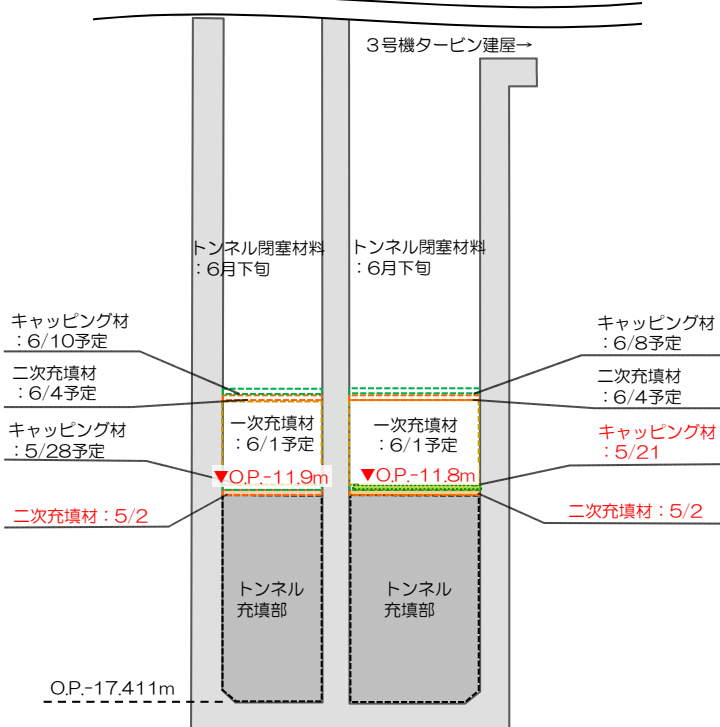 3号機タービン建屋→
トンネル閉塞材料
:6月下旬
トンネル閉塞材料
:6月下旬
キャッピング材
:6/10予定
二次充填材
:6/4予定
キャッピング材
:5/28予定
二次充填材:5/2
キャッピング材
:6/8予定
二次充填材
:6/4予定
キャッピング材
:5/21
二次充填材:5/2
一次充填材
:6/1予定
▼O.P.-11.9m
一次充填材
:6/1予定
▼O.P.-11.8m
トンネル
充填部
トンネル
充填部
O.P.-17.411m